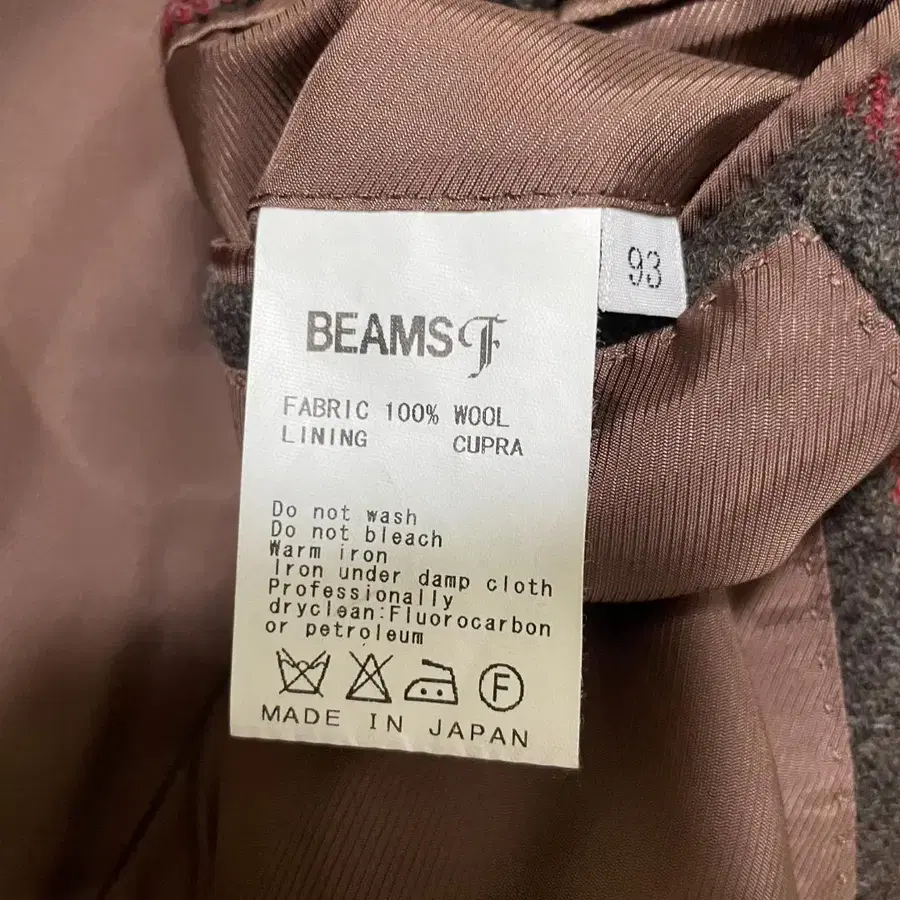 BEAMS F
93
FABRIC 100% WOOL
LINING CUPRA
Do not wash
Do not bleach
Warm iron
Iron under damp cloth
Professionally
dryclean:Fluorocarbon
or petroleum
F
MADE IN JAPAN